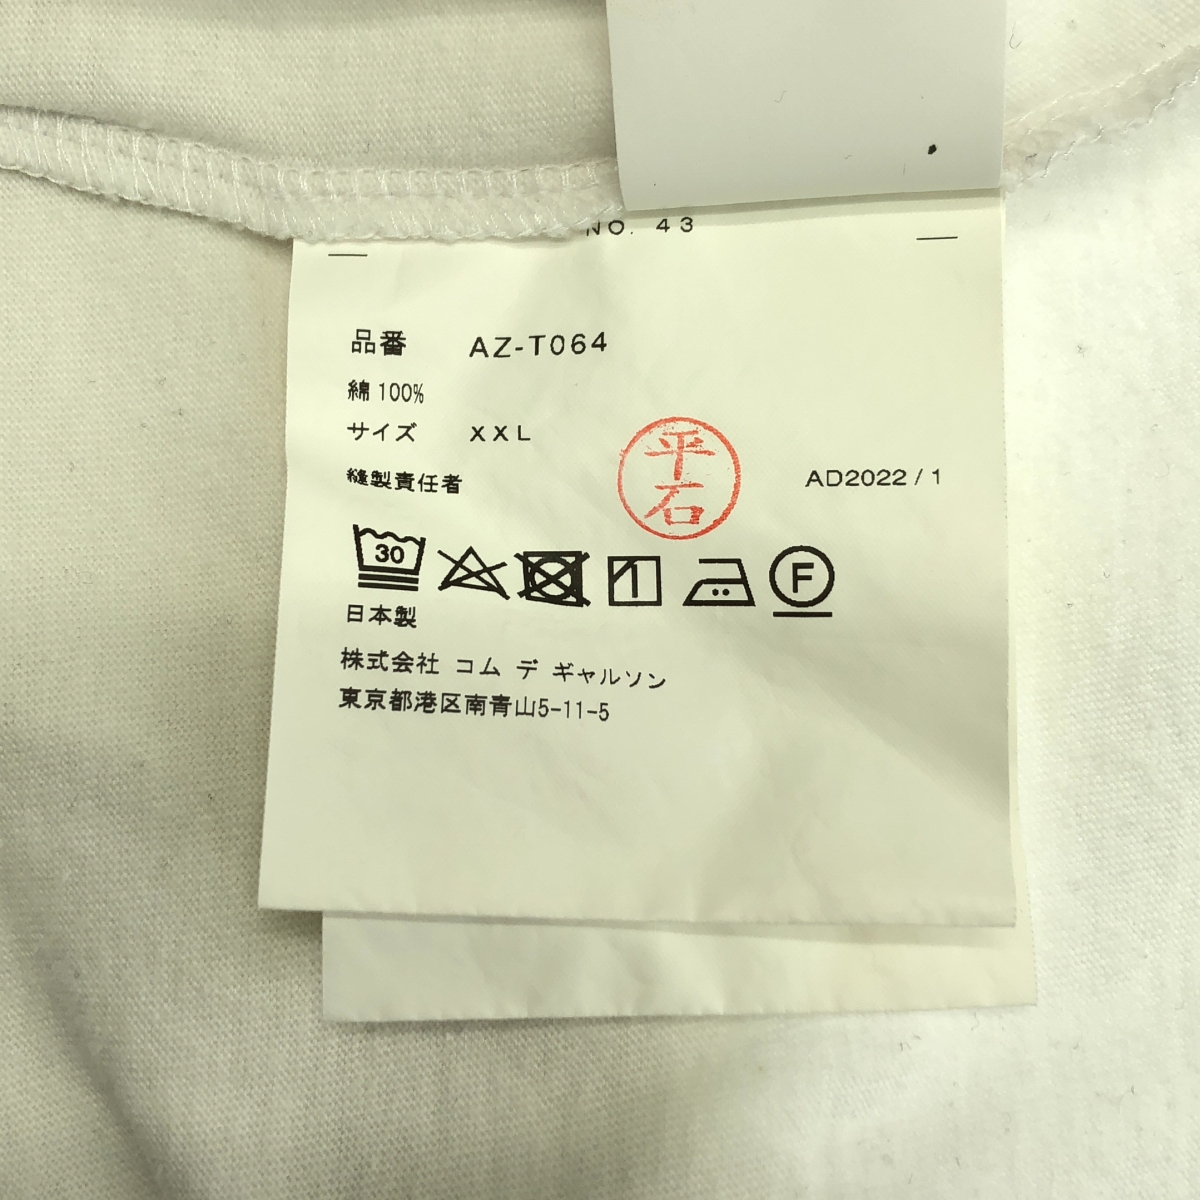 NO. 43
品番 AZ-T064
綿 100%
サイズ XXL
縫製責任者 平石 AD2022/1
30 F
日本製
株式会社 コム デ ギャルソン
東京都港区南青山5-11-5